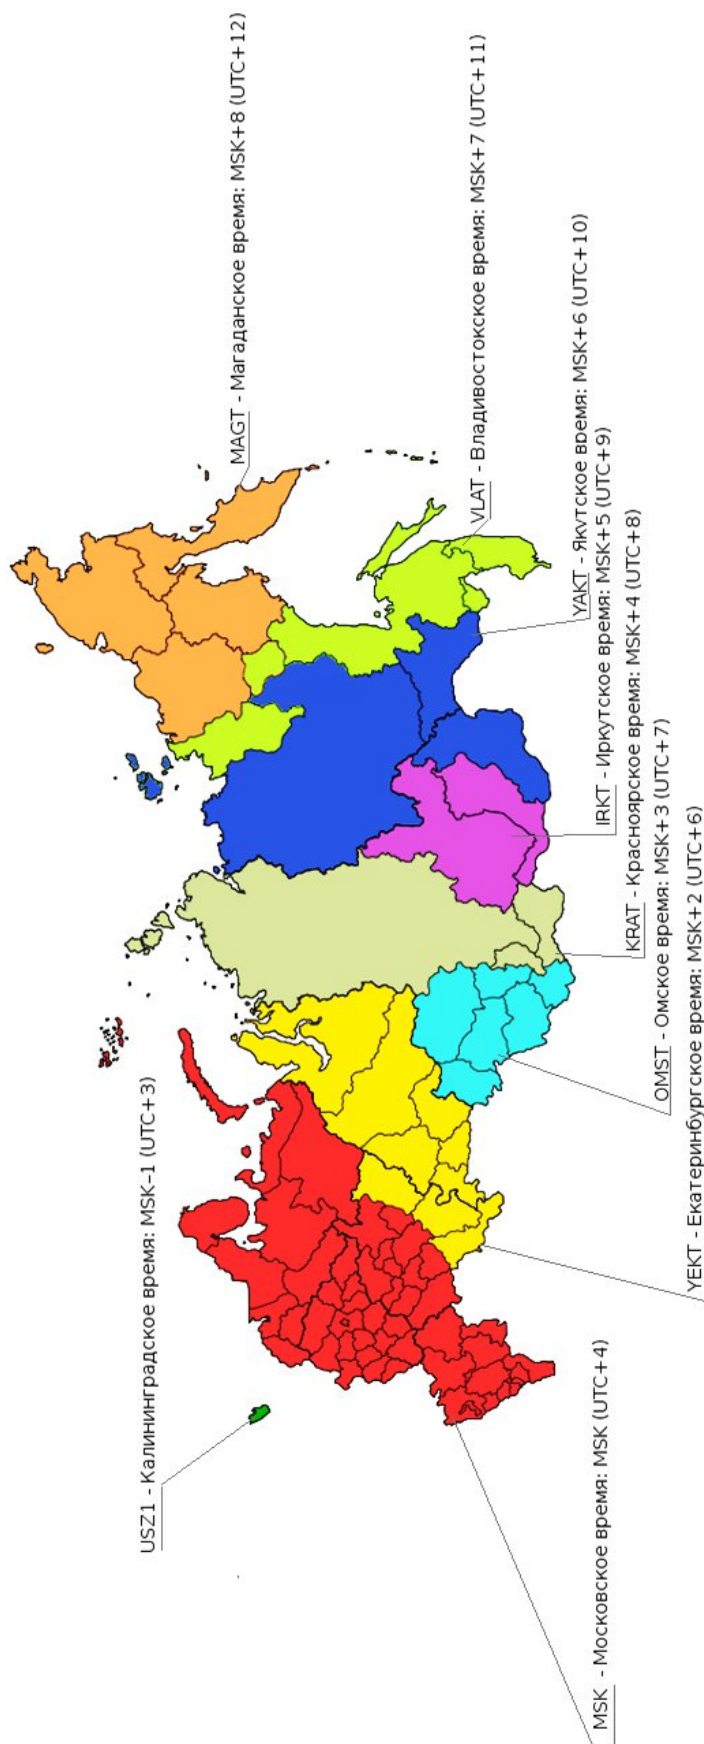 USZ1 - Калининградское время: MSK–1 (UTC+3)
MSK - Московское время: MSK (UTC+4)
YEKT - Екатеринбургское время: MSK+2 (UTC+6)
OMST - Омское время: MSK+3 (UTC+7)
KRAT - Красноярское время: MSK+4 (UTC+8)
IRKT - Иркутское время: MSK+5 (UTC+9)
YAKT - Якутское время: MSK+6 (UTC+10)
VLAT - Владивостокское время: MSK+7 (UTC+11)
MAGT - Магаданское время: MSK+8 (UTC+12)